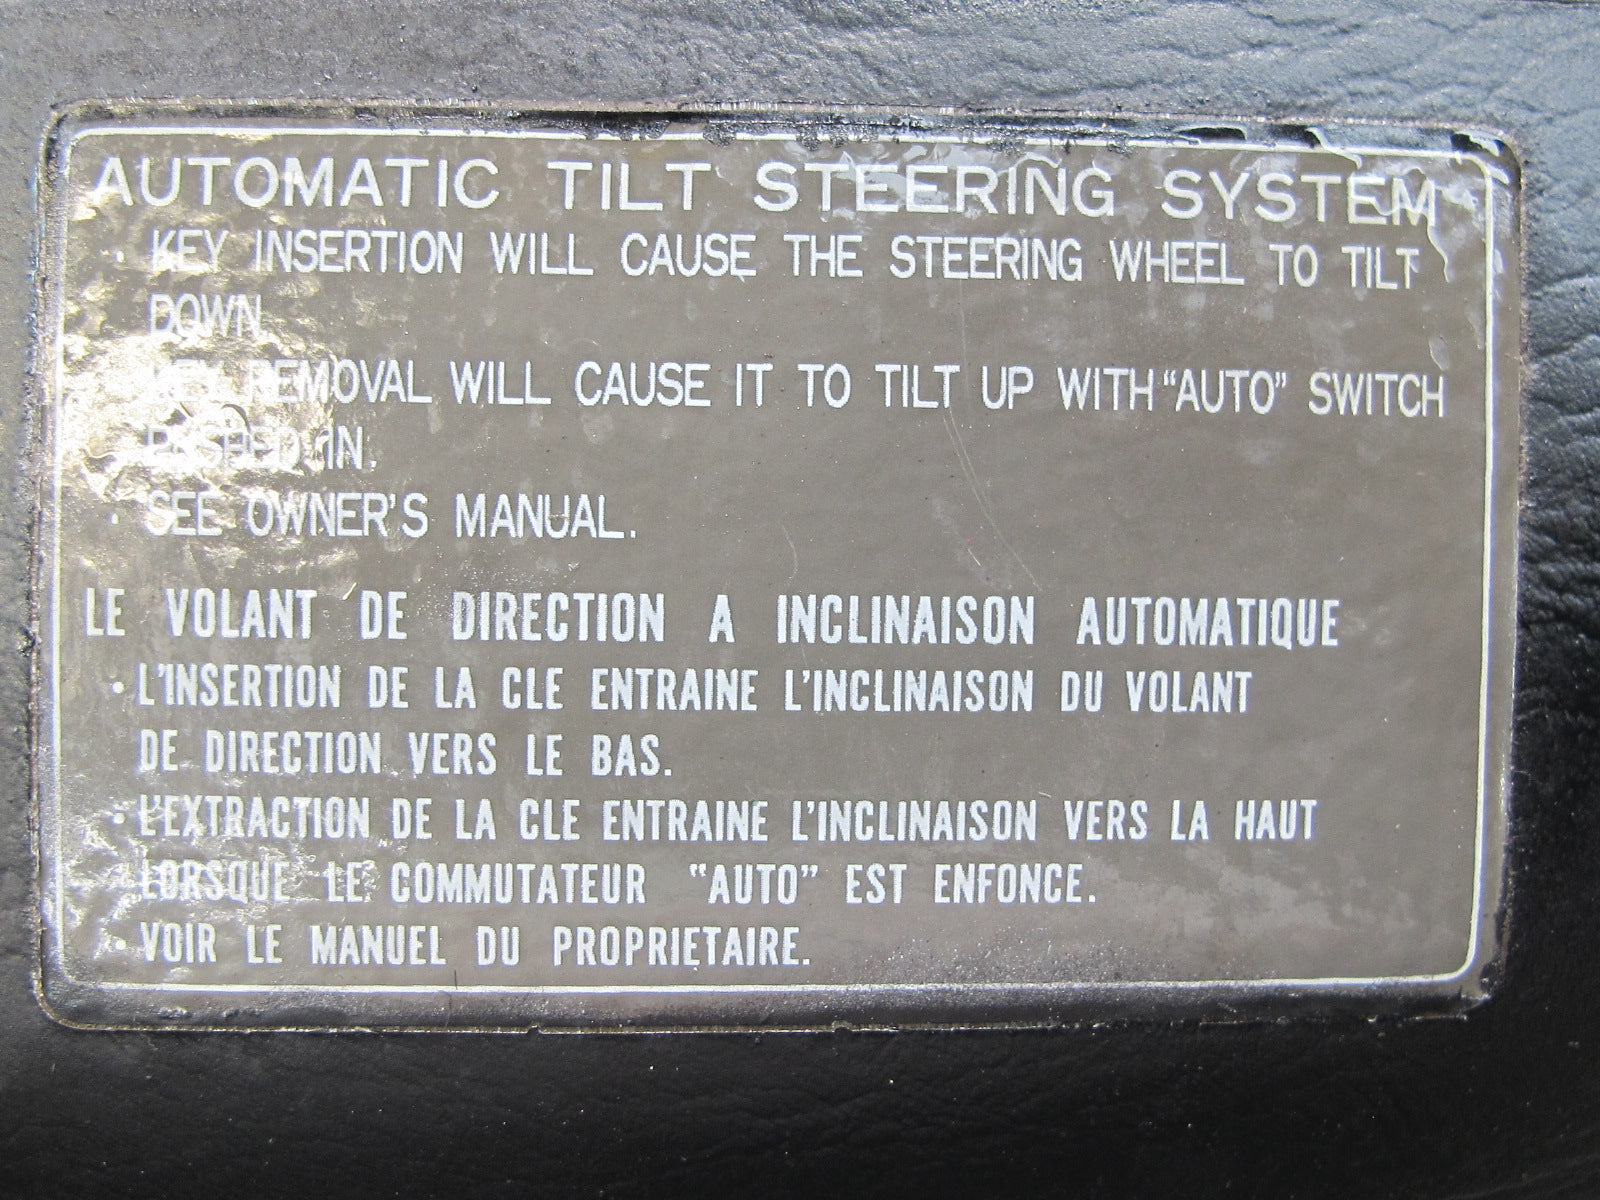 AUTOMATIC TILT STEERING SYSTEM
· KEY INSERTION WILL CAUSE THE STEERING WHEEL TO TILT
DOWN.
· KEY REMOVAL WILL CAUSE IT TO TILT UP WITH "AUTO" SWITCH
PUSHED IN.
· SEE OWNER'S MANUAL.
LE VOLANT DE DIRECTION A INCLINAISON AUTOMATIQUE
· L'INSERTION DE LA CLE ENTRAINE L'INCLINAISON DU VOLANT
DE DIRECTION VERS LE BAS.
· L'EXTRACTION DE LA CLE ENTRAINE L'INCLINAISON VERS LA HAUT
LORSQUE LE COMMUTATEUR "AUTO" EST ENFONCE.
· VOIR LE MANUEL DU PROPRIETAIRE.